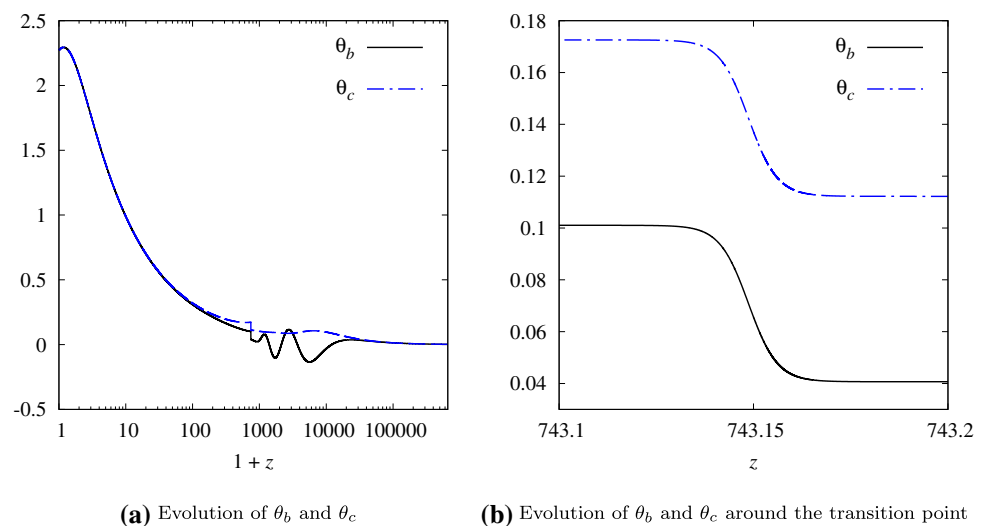 2.5
2
1.5
1
0.5
0
-0.5
1 10 100 1000 10000 100000
1 + z
θb
θc
(a) Evolution of θb and θc
0.18
0.16
0.14
0.12
0.1
0.08
0.06
0.04
743.1 743.15 743.2
z
θb
θc
(b) Evolution of θb and θc around the transition point